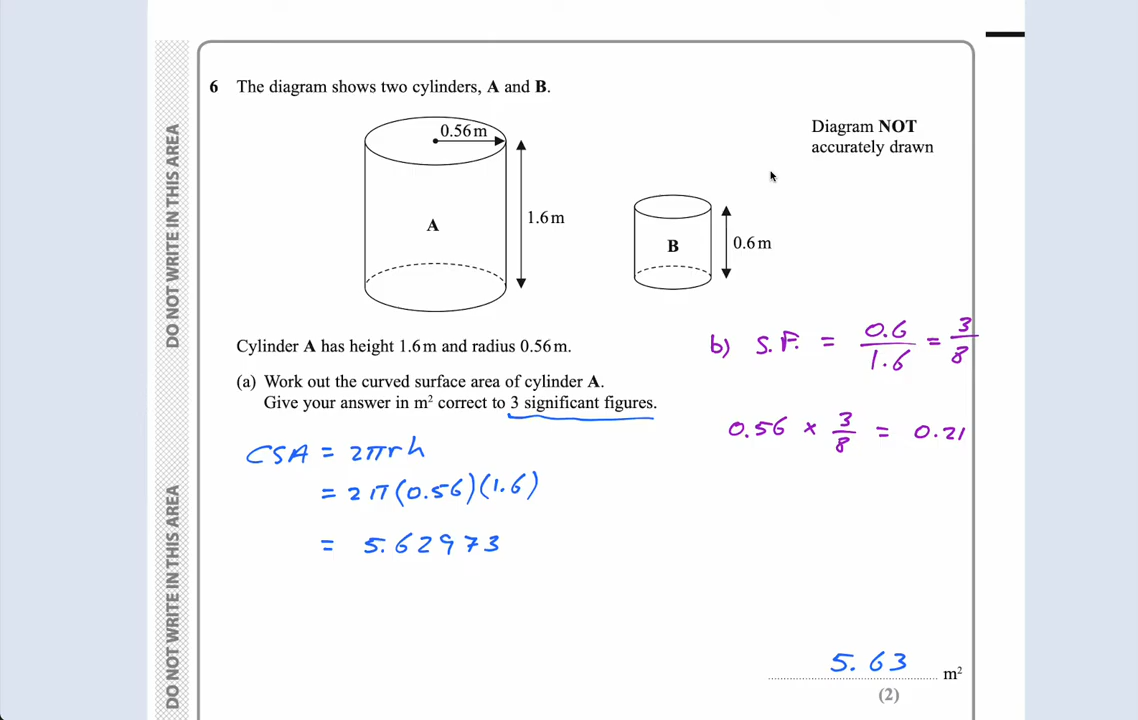 6 The diagram shows two cylinders, A and B.
0.56 m
Diagram NOT
accurately drawn
1.6 m
A
B
0.6 m
Cylinder A has height 1.6 m and radius 0.56 m.
b) S.F. = 0.6/1.6 = 3/8
(a) Work out the curved surface area of cylinder A.
Give your answer in m² correct to 3 significant figures.
0.56 × 3/8 = 0.21
CSA = 2πrh
= 2π(0.56)(1.6)
= 5.62973
5.63 m²
(2)
DO NOT WRITE IN THIS AREA
DO NOT WRITE IN THIS AREA